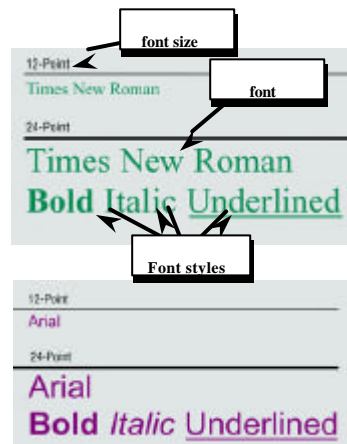 font size
12-Point
Times New Roman
font
24-Point
Times New Roman
Bold Italic Underlined
Font styles
12-Point
Arial
24-Point
Arial
Bold Italic Underlined